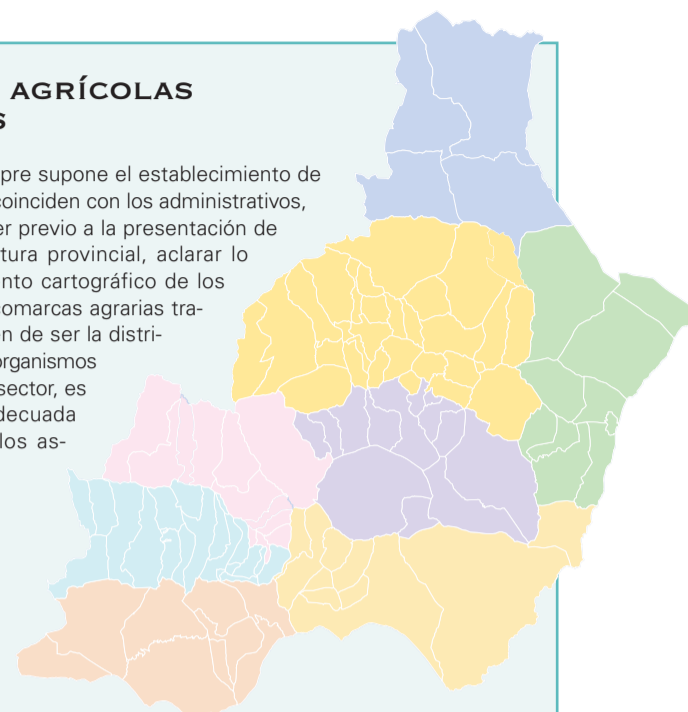 AGRÍCOLAS
S
pre supone el establecimiento de
coinciden con los administrativos,
er previo a la presentación de
tura provincial, aclarar lo
nto cartográfico de los
comarcas agrarias tra-
n de ser la distri-
organismos
sector, es
decuada
los as-